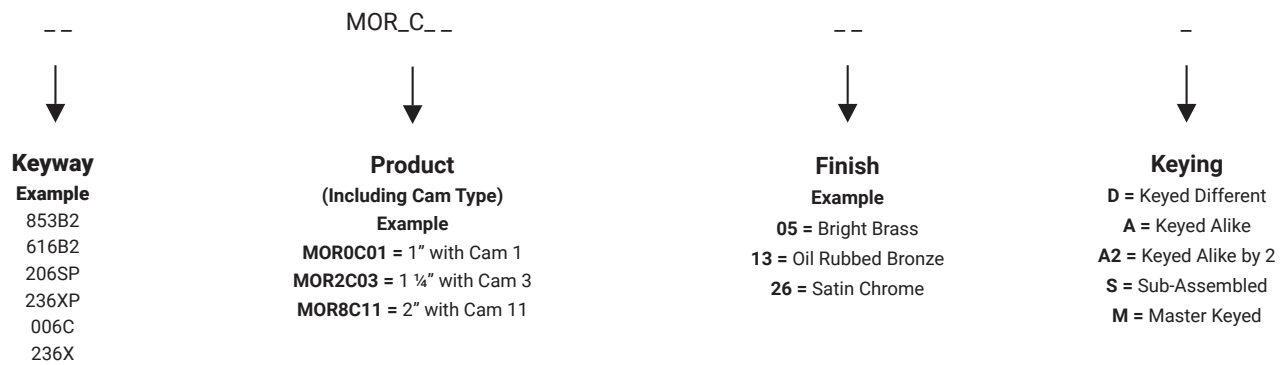 _ _
MOR_C_ _
_ _
_
Keyway
Example
853B2
616B2
206SP
236XP
006C
236X
Product
(Including Cam Type)
Example
MOR0C01 = 1” with Cam 1
MOR2C03 = 1 ¼” with Cam 3
MOR8C11 = 2” with Cam 11
Finish
Example
05 = Bright Brass
13 = Oil Rubbed Bronze
26 = Satin Chrome
Keying
D = Keyed Different
A = Keyed Alike
A2 = Keyed Alike by 2
S = Sub-Assembled
M = Master Keyed